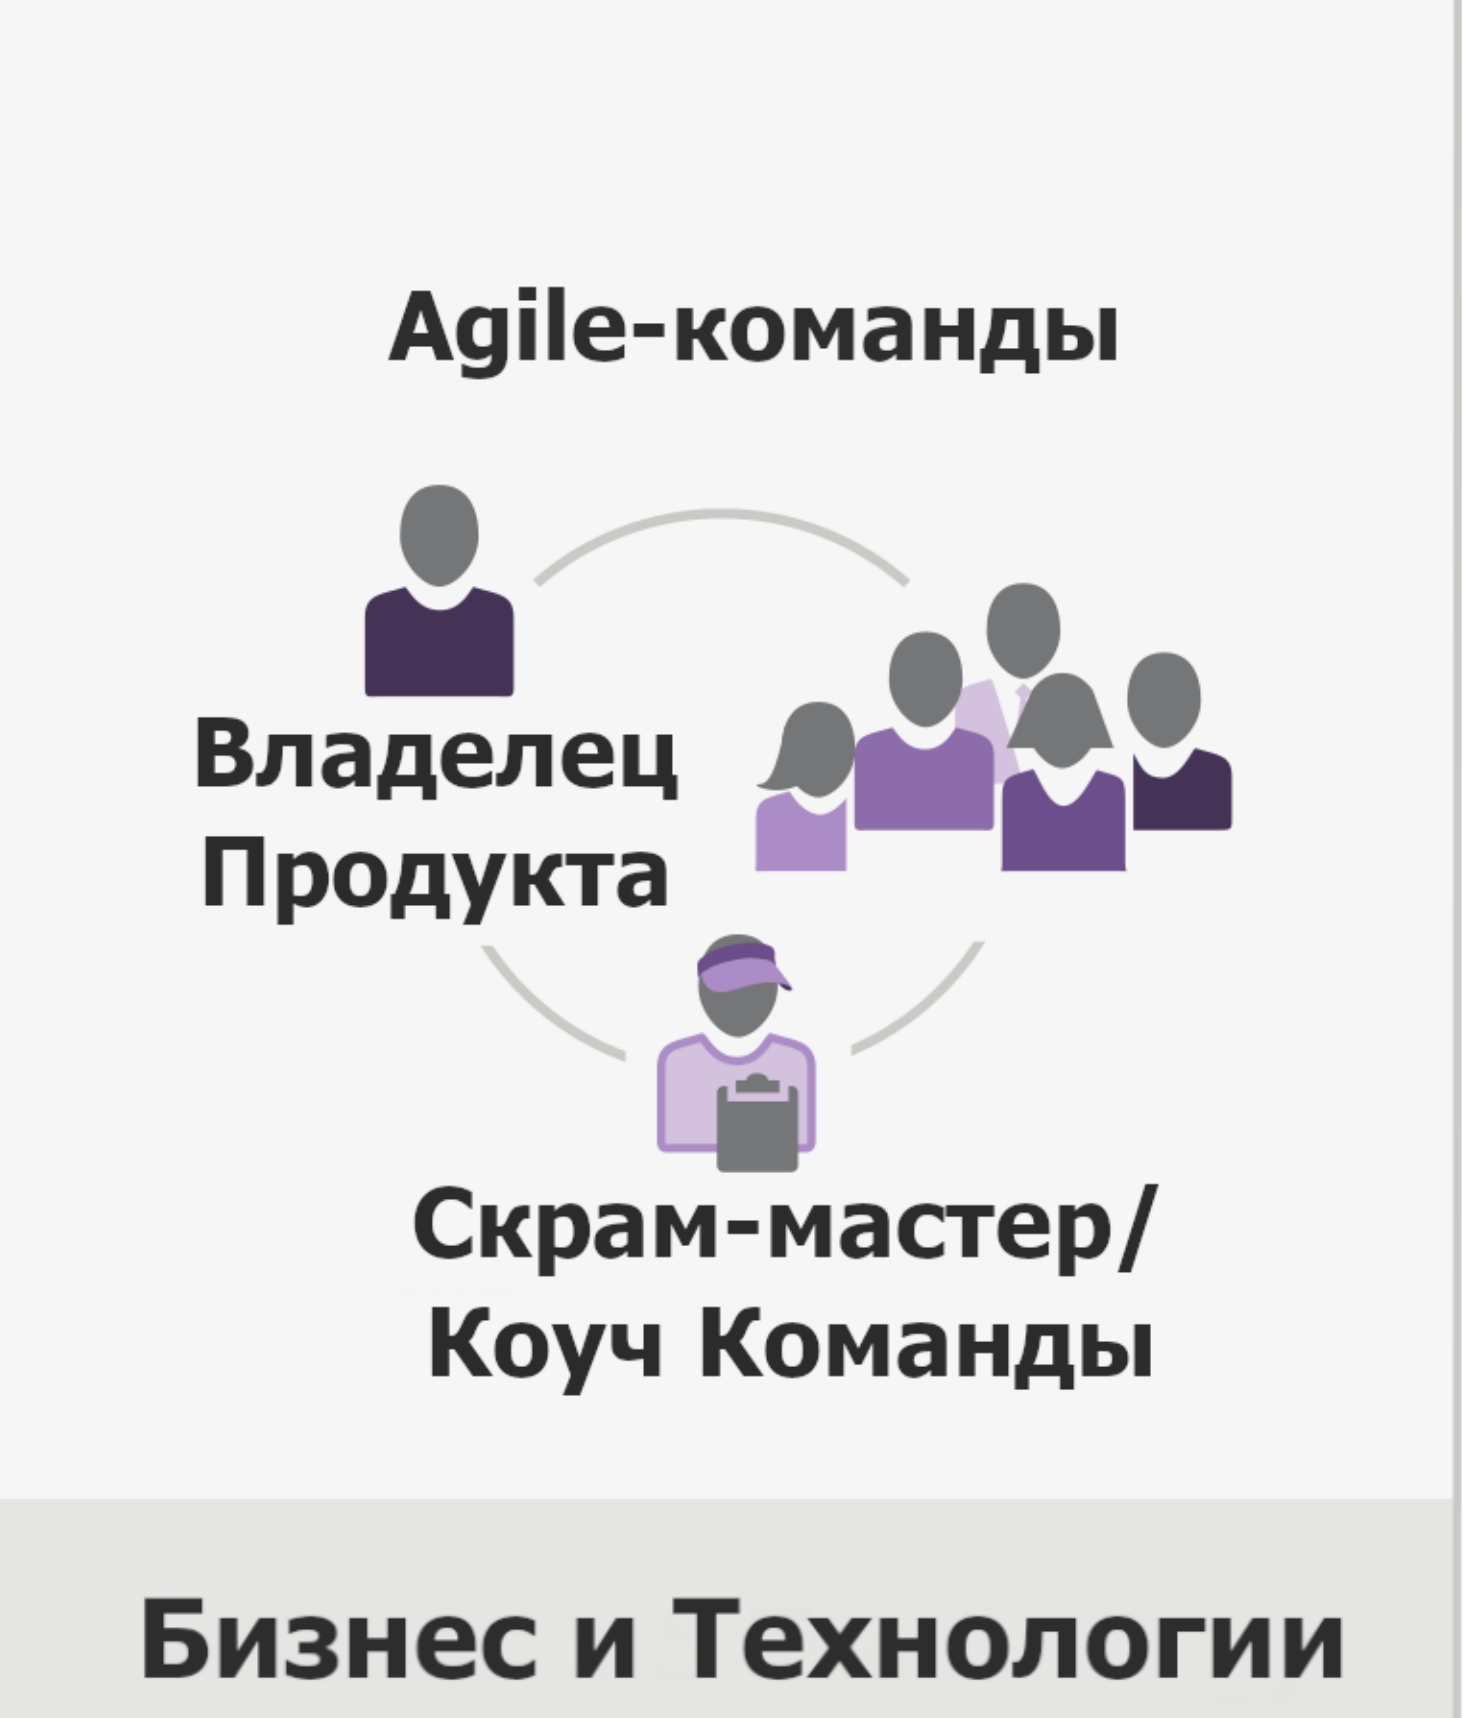 Agile-команды
Владелец
Продукта
Скрам-мастер/
Коуч Команды
Бизнес и Технологии